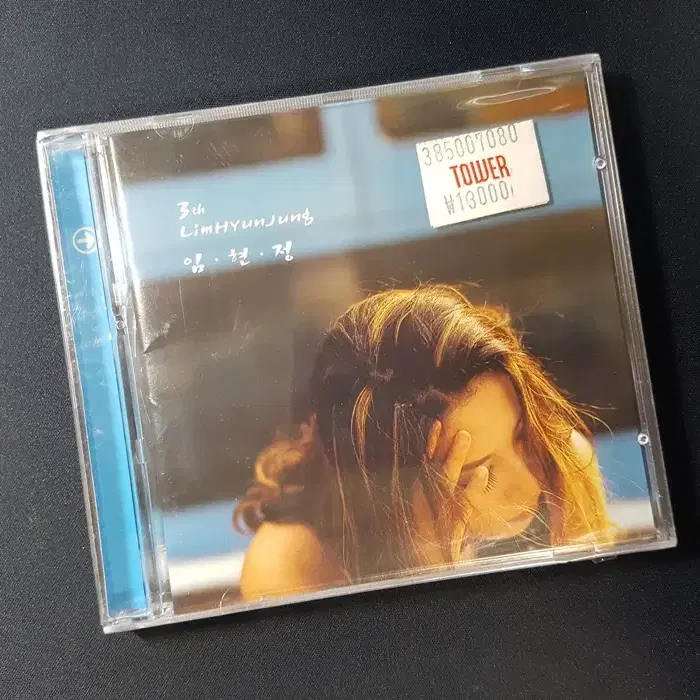 3th
LimHYunJung
임·현·정
385007080
TOWER
₩13000